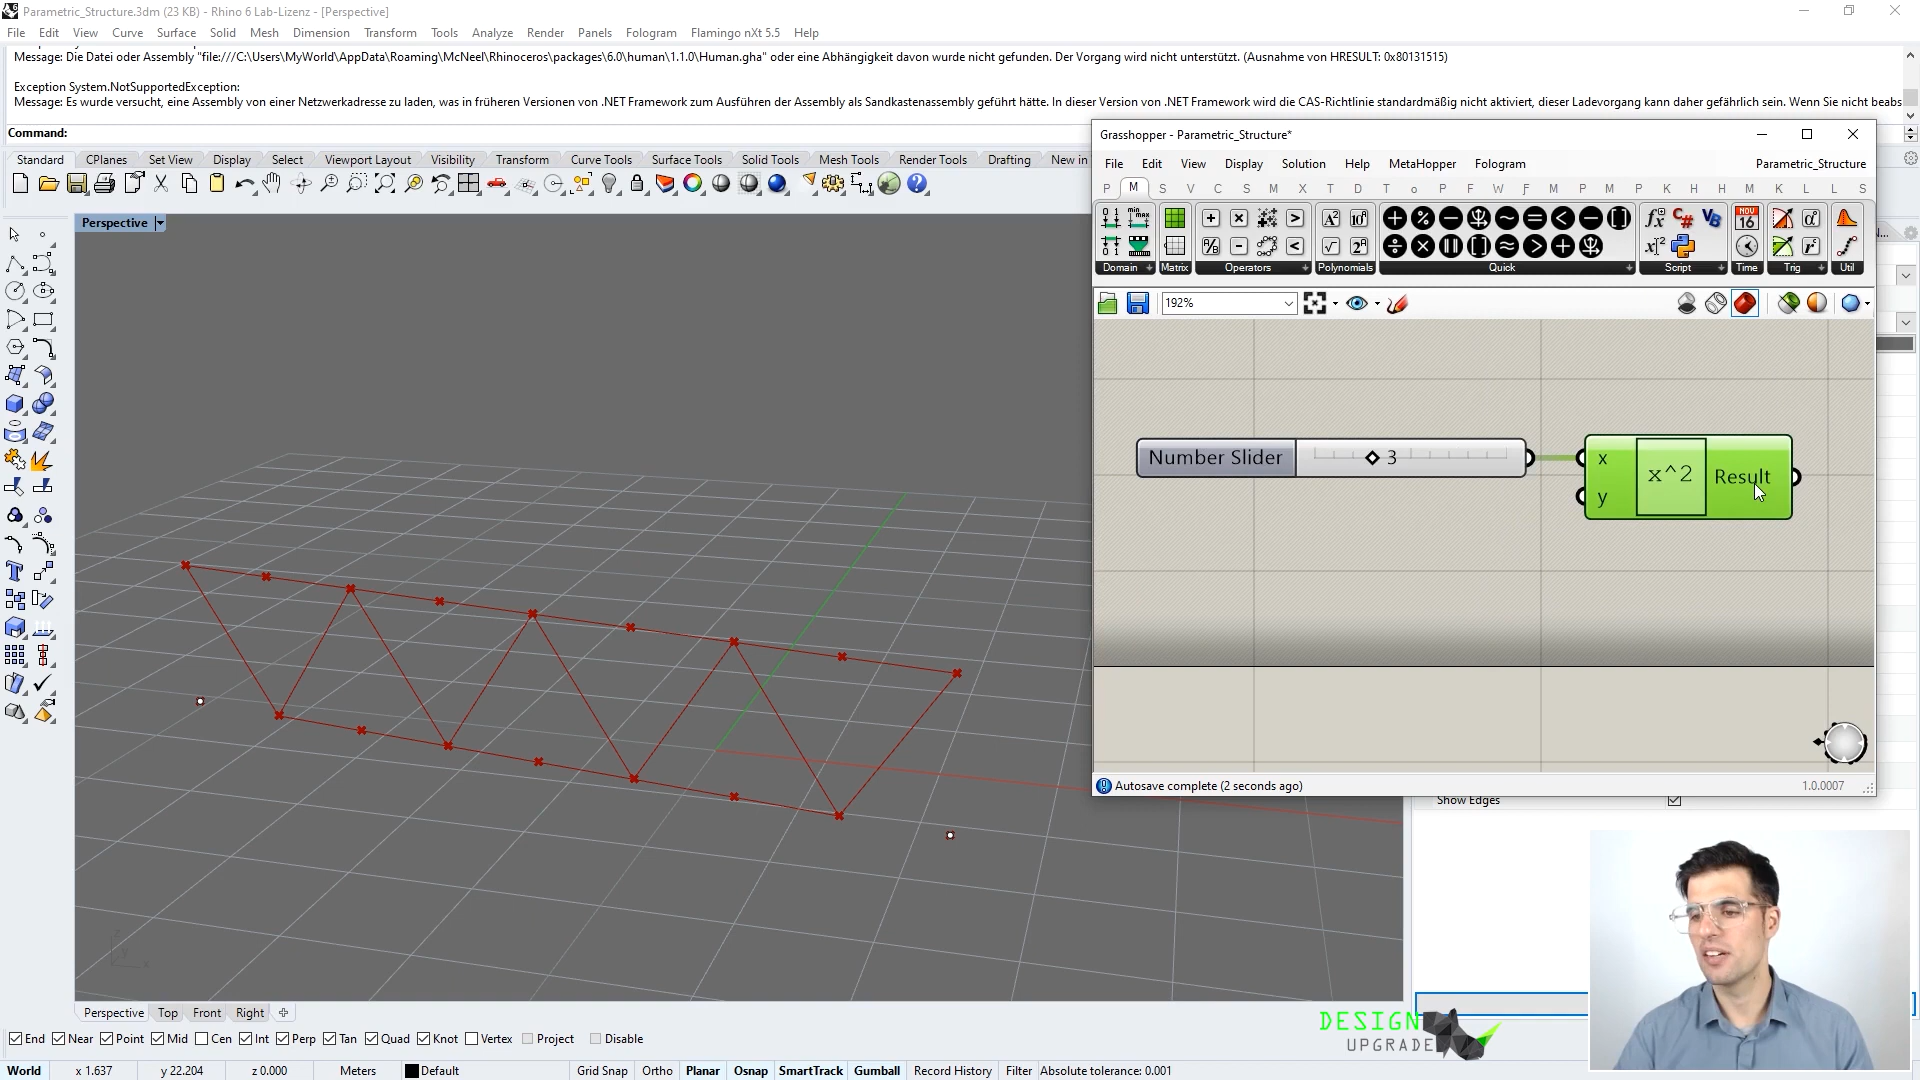 Parametric_Structure.3dm (23 KB) - Rhino 6 Lab-Lizenz - [Perspective]
File Edit View Curve Surface Solid Mesh Dimension Transform Tools Analyze Render Panels Fologram Flamingo nXt 5.5 Help
Message: Die Datei oder Assembly "file:///C:\Users\MyWorld\AppData\Roaming\McNeel\Rhinoceros\packages\6.0\human\1.1.0\Human.gha" oder eine Abhängigkeit davon wurde nicht gefunden. Der Vorgang wird nicht unterstützt. (Ausnahme von HRESULT: 0x80131515)
Exception System.NotSupportedException:
Message: Es wurde versucht, eine Assembly von einer Netzwerkadresse zu laden, was in früheren Versionen von .NET Framework zum Ausführen der Assembly als Sandkastenassembly geführt hätte. In dieser Version von .NET Framework wird die CAS-Richtlinie standardmäßig nicht aktiviert, dieser Ladevorgang kann daher gefährlich sein. Wenn Sie nicht beabs
Command:
Standard CPlanes Set View Display Select Viewport Layout Visibility Transform Curve Tools Surface Tools Solid Tools Mesh Tools Render Tools Drafting New in
Perspective
Grasshopper - Parametric_Structure*
File Edit View Display Solution Help MetaHopper Fologram Parametric_Structure
P M S V C S M X T D T o P F W F M P M P K H H M K L L S
Domain Matrix Operators Polynomials Quick Script Time Trig Util
192%
Number Slider 3
x y x^2 Result
Autosave complete (2 seconds ago) 1.0.0007
Show Edges
DESIGN
UPGRADE
Perspective Top Front Right
End Near Point Mid Cen Int Perp Tan Quad Knot Vertex Project Disable
World x 1.637 y 22.204 z 0.000 Meters Default Grid Snap Ortho Planar Osnap SmartTrack Gumball Record History Filter Absolute tolerance: 0.001